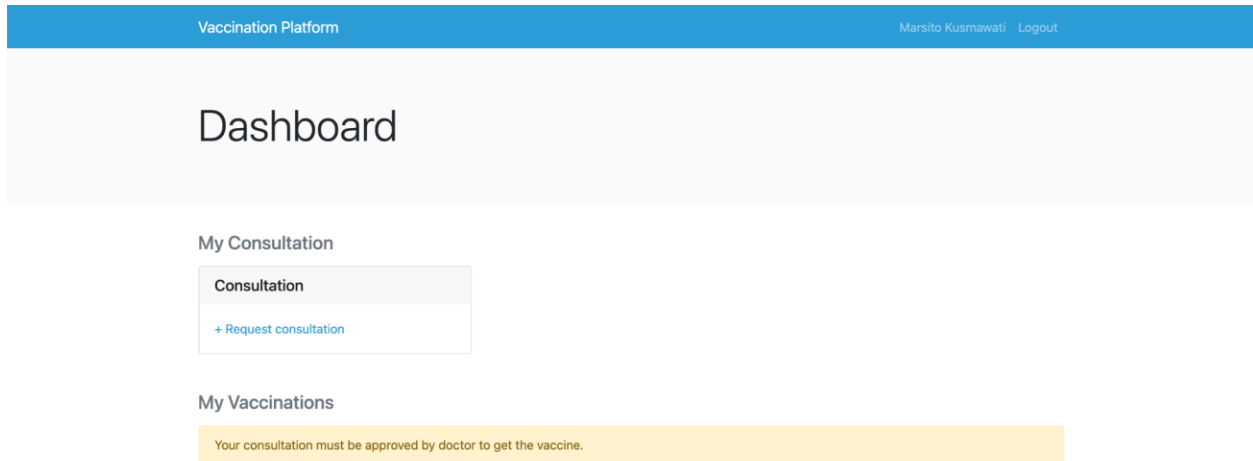 Vaccination Platform
Marsito Kusmawati Logout
Dashboard
My Consultation
Consultation
+ Request consultation
My Vaccinations
Your consultation must be approved by doctor to get the vaccine.